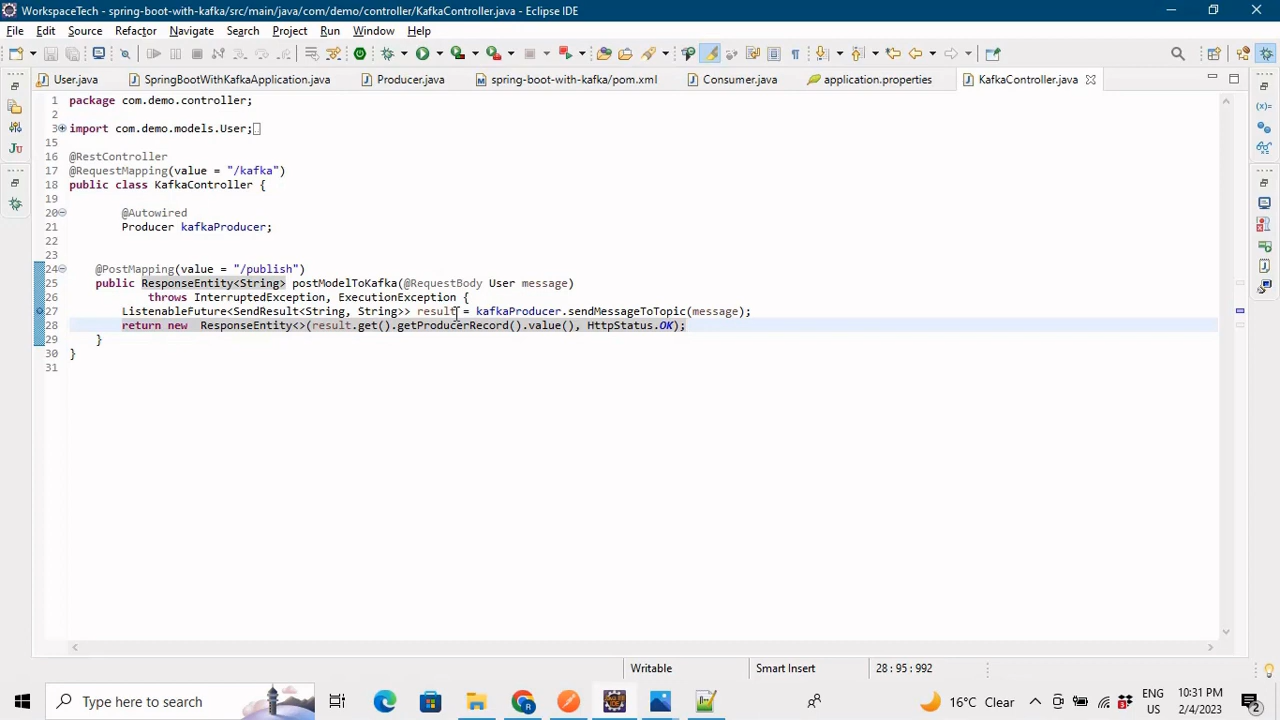 WorkspaceTech - spring-boot-with-kafka/src/main/java/com/demo/controller/KafkaController.java - Eclipse IDE
File Edit Source Refactor Navigate Search Project Run Window Help
User.java SpringBootWithKafkaApplication.java Producer.java spring-boot-with-kafka/pom.xml Consumer.java application.properties KafkaController.java
1 package com.demo.controller;
2
3 import com.demo.models.User;
15
16 @RestController
17 @RequestMapping(value = "/kafka")
18 public class KafkaController {
19
20 @Autowired
21 Producer kafkaProducer;
22
23
24 @PostMapping(value = "/publish")
25 public ResponseEntity<String> postModelToKafka(@RequestBody User message)
26 throws InterruptedException, ExecutionException {
27 ListenableFuture<SendResult<String, String>> result = kafkaProducer.sendMessageToTopic(message);
28 return new  ResponseEntity<>(result.get().getProducerRecord().value(), HttpStatus.OK);
29 }
30 }
31
Writable Smart Insert 28 : 95 : 992
Type here to search
16°C Clear
ENG
US
10:31 PM
2/4/2023
2